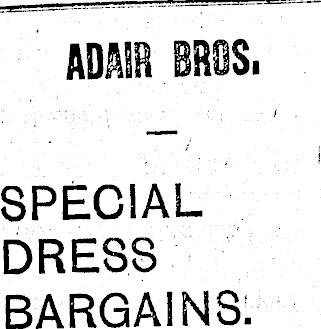 ADAIR BROS.
SPECIAL
DRESS
BARGAINS.